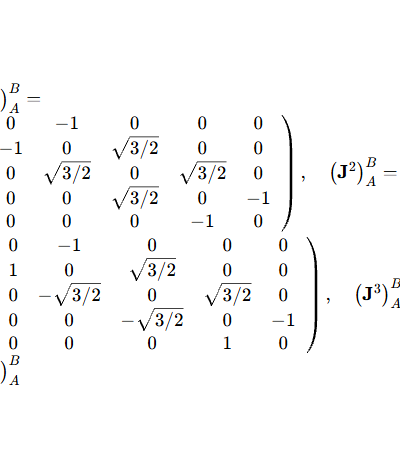 )^B_A =
0 −1 0 0 0
−1 0 √3/2 0 0
0 √3/2 0 √3/2 0 ) , (J²)^B_A =
0 0 √3/2 0 −1
0 0 0 −1 0
0 −1 0 0 0
1 0 √3/2 0 0
0 −√3/2 0 √3/2 0 ) , (J³)^B_A
0 0 −√3/2 0 −1
0 0 0 1 0
)^B_A